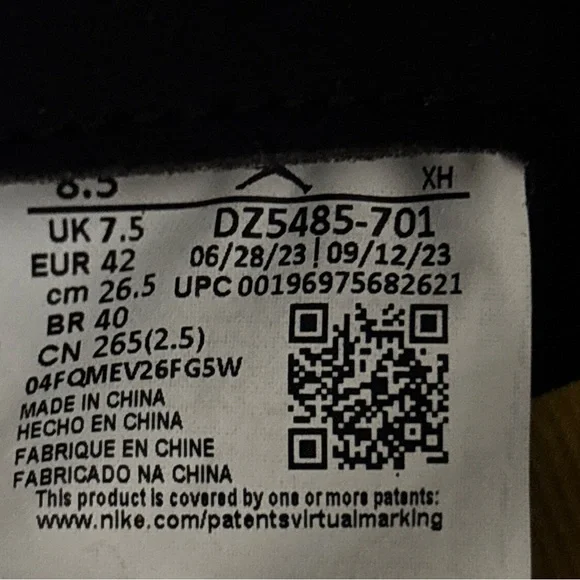 8.5 XH
UK 7.5 DZ5485-701
EUR 42 06/28/23 | 09/12/23
cm 26.5 UPC 00196975682621
BR 40
CN 265(2.5)
04FQMEV26FG5W
MADE IN CHINA
HECHO EN CHINA
FABRIQUE EN CHINE
FABRICADO NA CHINA
This product is covered by one or more patents:
www.nike.com/patentsvirtualmarking